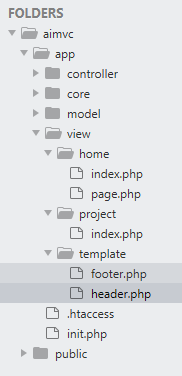 FOLDERS
aimvc
app
controller
core
model
view
home
index.php
page.php
project
index.php
template
footer.php
header.php
.htaccess
init.php
public